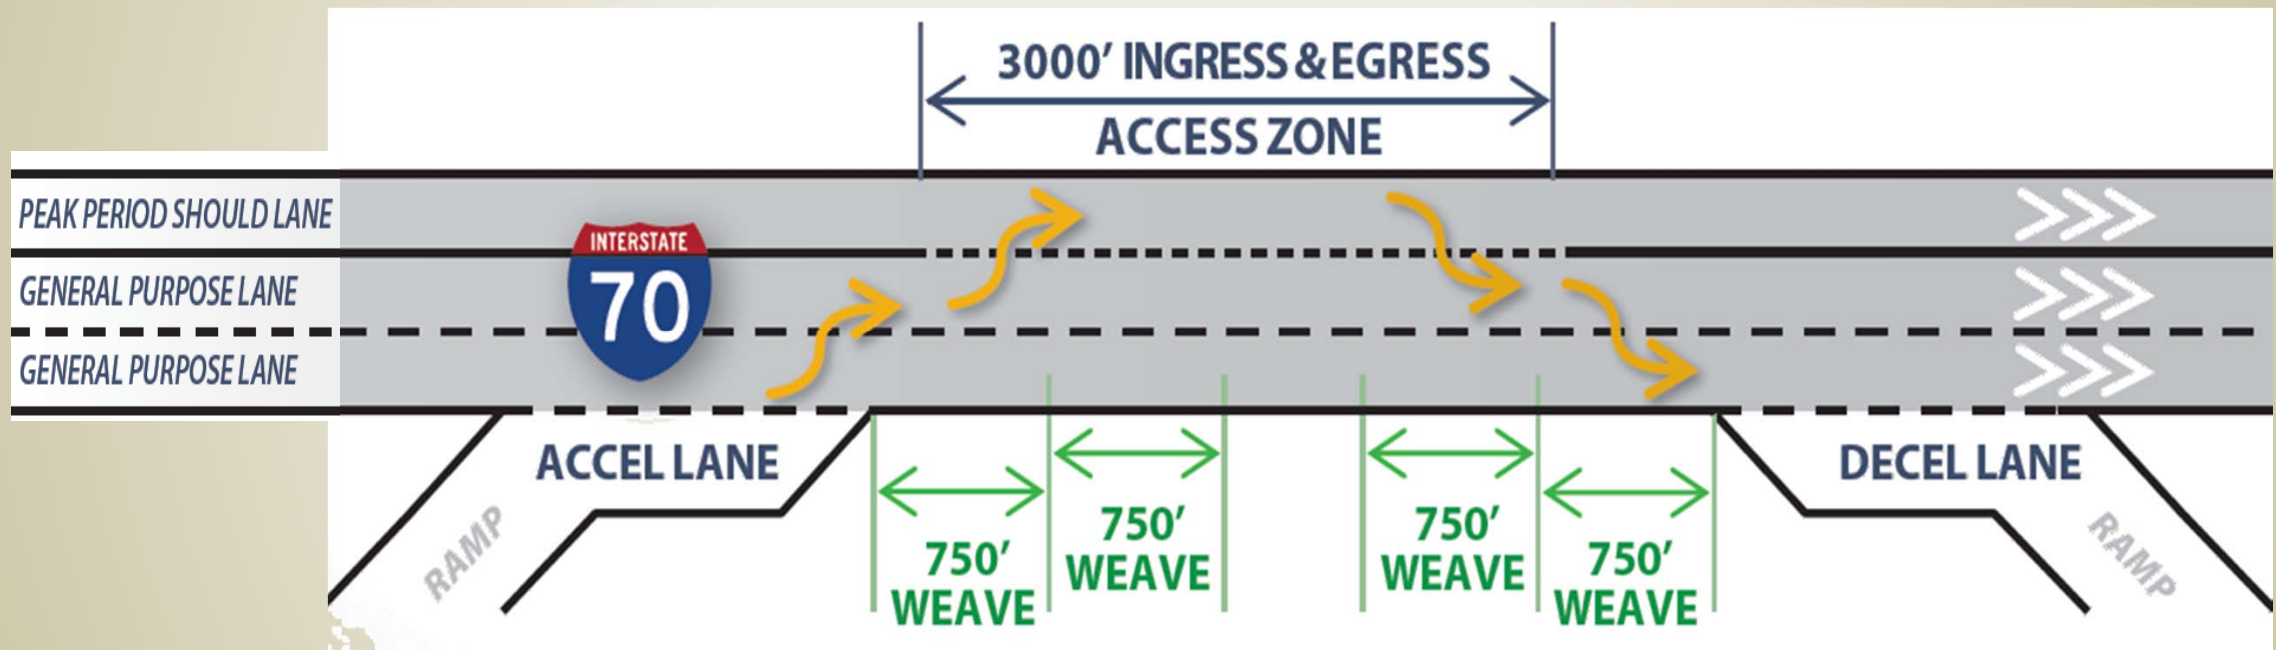 3000' INGRESS & EGRESS
ACCESS ZONE
PEAK PERIOD SHOULD LANE
GENERAL PURPOSE LANE
GENERAL PURPOSE LANE
INTERSTATE
70
ACCEL LANE
DECEL LANE
RAMP
RAMP
750'
WEAVE
750'
WEAVE
750'
WEAVE
750'
WEAVE